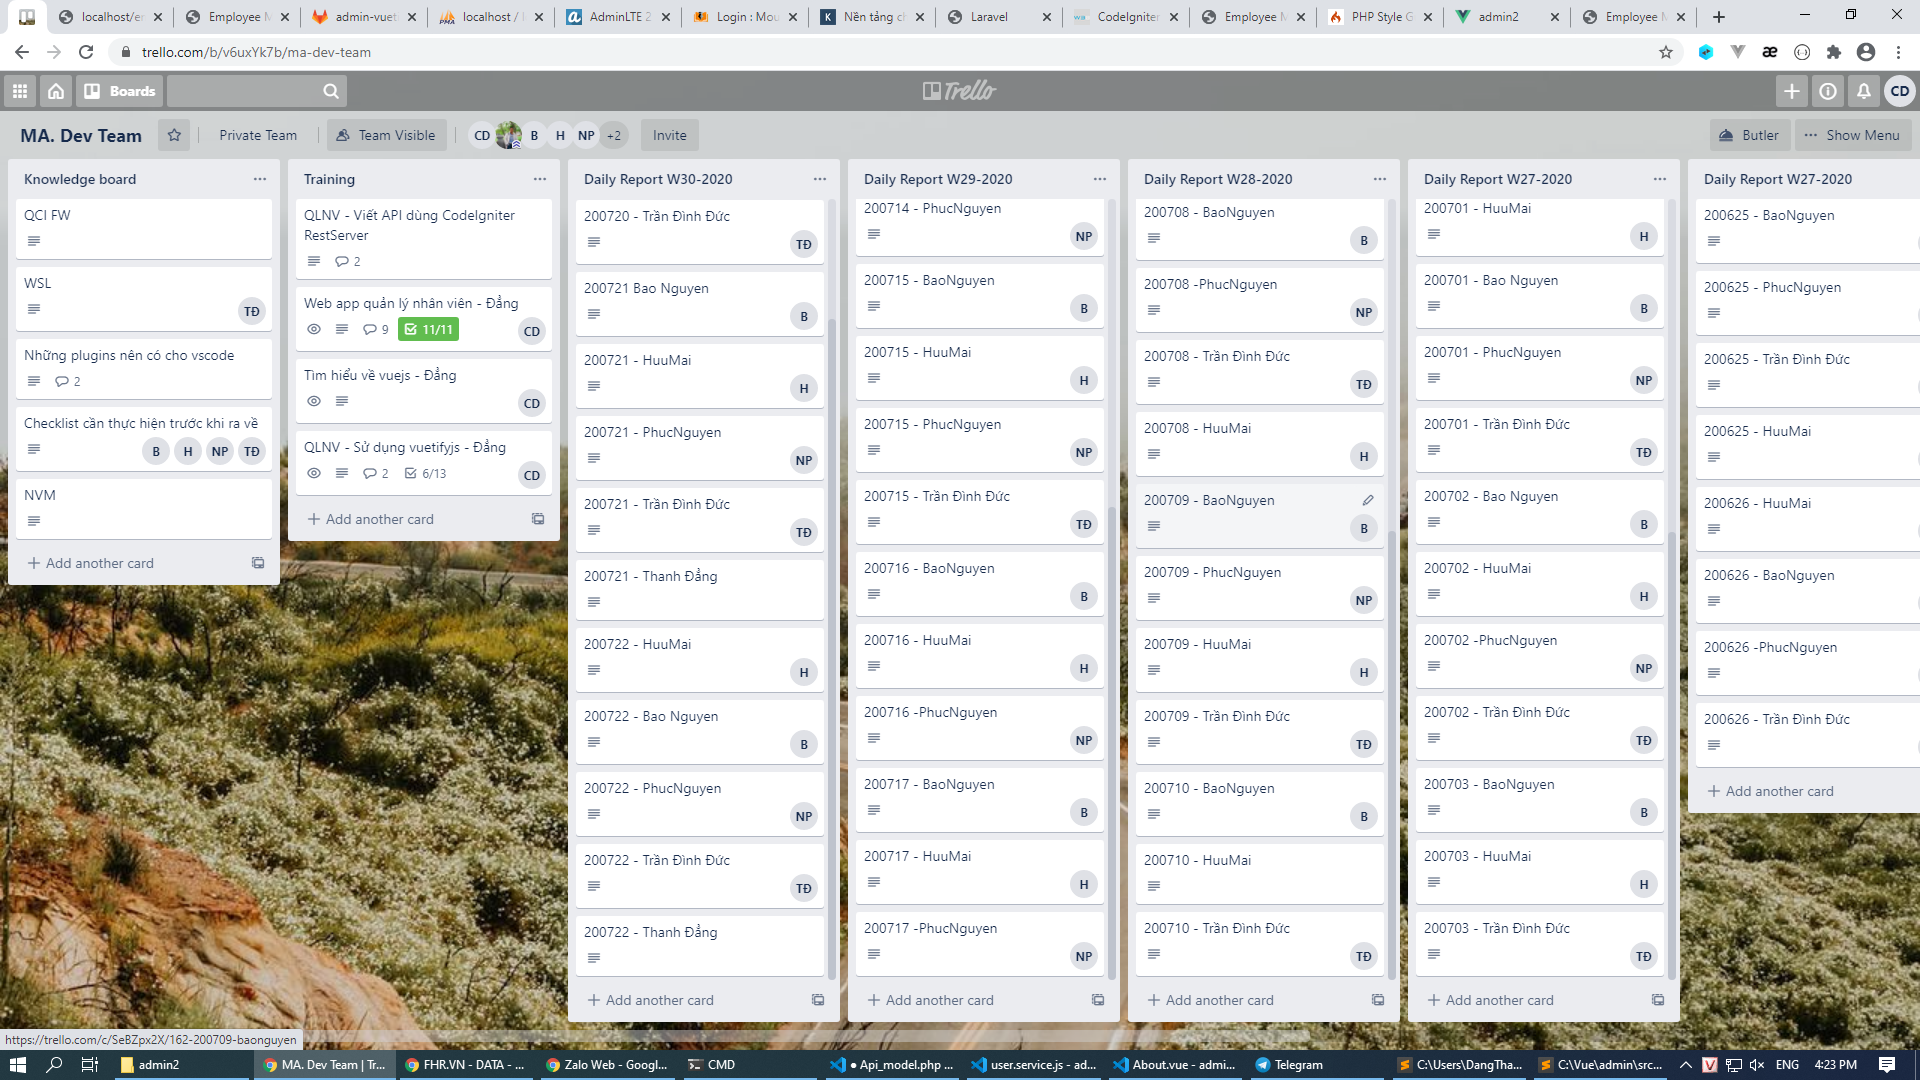 localhost/er
Employee M
admin-vuet
localhost / l
AdminLTE 2
Login : Mou
Nền tảng ch
Laravel
CodeIgniter
Employee M
PHP Style G
admin2
Employee M
trello.com/b/v6uxYk7b/ma-dev-team
Boards
Trello
CD
MA. Dev Team
Private Team
Team Visible
CD
B
H
NP
+2
Invite
Butler
Show Menu
Knowledge board
QCI FW
WSL
TĐ
Những plugins nên có cho vscode
2
Checklist cần thực hiện trước khi ra về
B H NP TĐ
NVM
Add another card
Training
QLNV - Viết API dùng CodeIgniter
RestServer
2
Web app quản lý nhân viên - Đẳng
9 11/11 CD
Tìm hiểu về vuejs - Đẳng
CD
QLNV - Sử dụng vuetifyjs - Đẳng
2 6/13 CD
Add another card
Daily Report W30-2020
200720 - Trần Đình Đức
TĐ
200721 Bao Nguyen
B
200721 - HuuMai
H
200721 - PhucNguyen
NP
200721 - Trần Đình Đức
TĐ
200721 - Thanh Đẳng
200722 - HuuMai
H
200722 - Bao Nguyen
B
200722 - PhucNguyen
NP
200722 - Trần Đình Đức
TĐ
200722 - Thanh Đẳng
Add another card
Daily Report W29-2020
200714 - PhucNguyen
NP
200715 - BaoNguyen
B
200715 - HuuMai
H
200715 - PhucNguyen
NP
200715 - Trần Đình Đức
TĐ
200716 - BaoNguyen
B
200716 - HuuMai
H
200716 -PhucNguyen
NP
200717 - BaoNguyen
B
200717 - HuuMai
H
200717 -PhucNguyen
NP
Add another card
Daily Report W28-2020
200708 - BaoNguyen
B
200708 -PhucNguyen
NP
200708 - Trần Đình Đức
TĐ
200708 - HuuMai
H
200709 - BaoNguyen
B
200709 - PhucNguyen
NP
200709 - HuuMai
H
200709 - Trần Đình Đức
TĐ
200710 - BaoNguyen
B
200710 - HuuMai
200710 - Trần Đình Đức
TĐ
Add another card
Daily Report W27-2020
200701 - HuuMai
H
200701 - Bao Nguyen
B
200701 - PhucNguyen
NP
200701 - Trần Đình Đức
TĐ
200702 - Bao Nguyen
B
200702 - HuuMai
H
200702 -PhucNguyen
NP
200702 - Trần Đình Đức
TĐ
200703 - BaoNguyen
B
200703 - HuuMai
H
200703 - Trần Đình Đức
TĐ
Add another card
Daily Report W27-2020
200625 - BaoNguyen
200625 - PhucNguyen
200625 - Trần Đình Đức
200625 - HuuMai
200626 - HuuMai
200626 - BaoNguyen
200626 -PhucNguyen
200626 - Trần Đình Đức
Add another card
https://trello.com/c/SeBZpx2X/162-200709-baonguyen
admin2
MA. Dev Team | Tr...
FHR.VN - DATA - ...
Zalo Web - Googl...
CMD
● Api_model.php ...
user.service.js - ad...
About.vue - admi...
Telegram
C:\Users\DangTha...
C:\Vue\admin\src...
ENG
4:23 PM